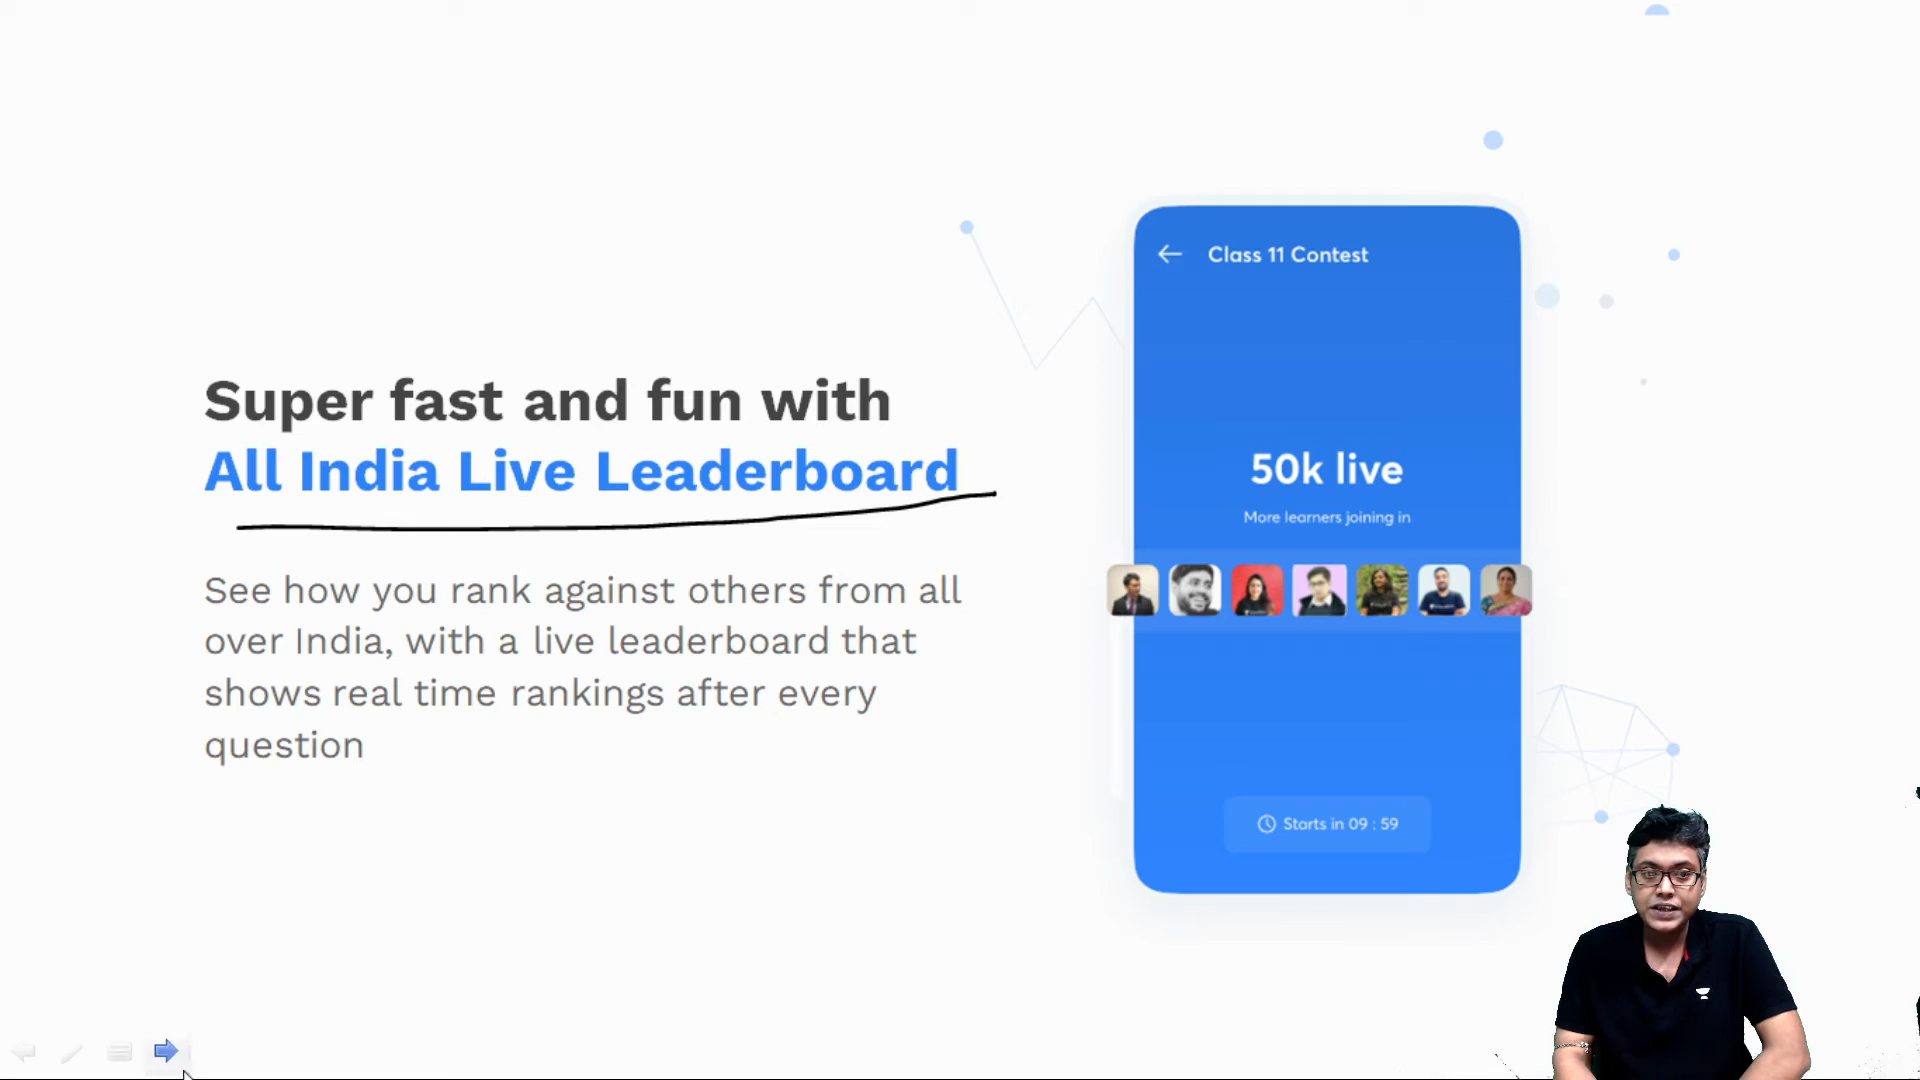 Super fast and fun with
All India Live Leaderboard
See how you rank against others from all
over India, with a live leaderboard that
shows real time rankings after every
question
Class 11 Contest
50k live
More learners joining in
Starts in 09 : 59